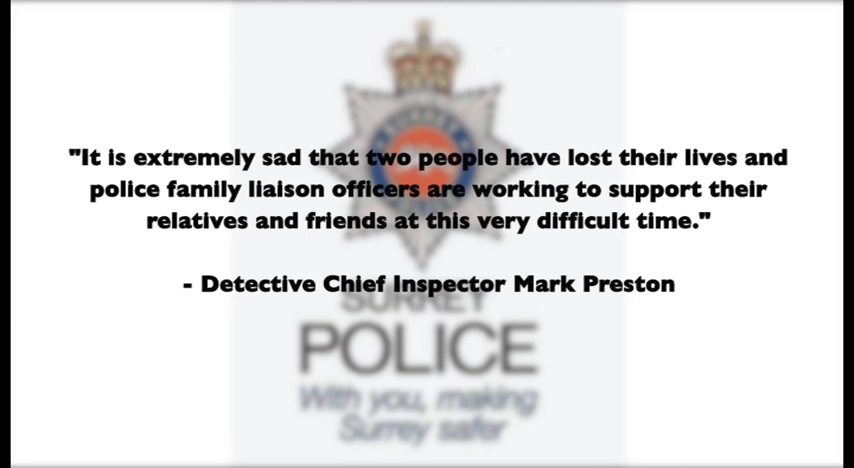 "It is extremely sad that two people have lost their lives and
police family liaison officers are working to support their
relatives and friends at this very difficult time."
- Detective Chief Inspector Mark Preston
SURREY
POLICE
With you, making
Surrey safer